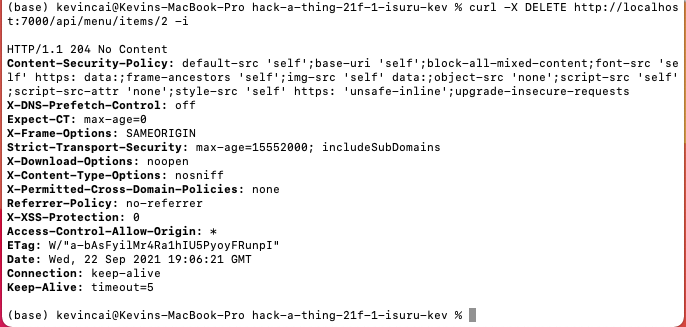 (base) kevincai@Kevins-MacBook-Pro hack-a-thing-21f-1-isuru-kev % curl -X DELETE http://localhos
t:7000/api/menu/items/2 -i
HTTP/1.1 204 No Content
Content-Security-Policy: default-src 'self';base-uri 'self';block-all-mixed-content;font-src 'se
lf' https: data:;frame-ancestors 'self';img-src 'self' data:;object-src 'none';script-src 'self'
;script-src-attr 'none';style-src 'self' https: 'unsafe-inline';upgrade-insecure-requests
X-DNS-Prefetch-Control: off
Expect-CT: max-age=0
X-Frame-Options: SAMEORIGIN
Strict-Transport-Security: max-age=15552000; includeSubDomains
X-Download-Options: noopen
X-Content-Type-Options: nosniff
X-Permitted-Cross-Domain-Policies: none
Referrer-Policy: no-referrer
X-XSS-Protection: 0
Access-Control-Allow-Origin: *
ETag: W/"a-bAsFyilMr4Ra1hIU5PyoyFRunpI"
Date: Wed, 22 Sep 2021 19:06:21 GMT
Connection: keep-alive
Keep-Alive: timeout=5
(base) kevincai@Kevins-MacBook-Pro hack-a-thing-21f-1-isuru-kev %